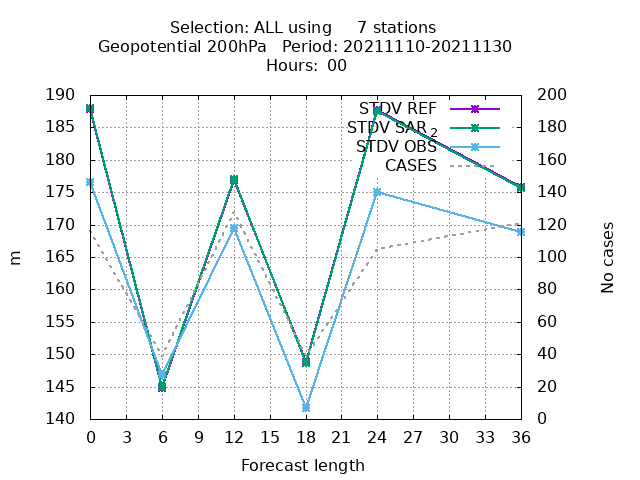 Selection: ALL using     7 stations
Geopotential 200hPa   Period: 20211110-20211130
Hours:  00
STDV REF
STDV SAR 2
STDV OBS
CASES
190
185
180
175
170
165
160
155
150
145
140
m
200
180
160
140
120
100
80
60
40
20
0
No cases
0 3 6 9 12 15 18 21 24 27 30 33 36
Forecast length